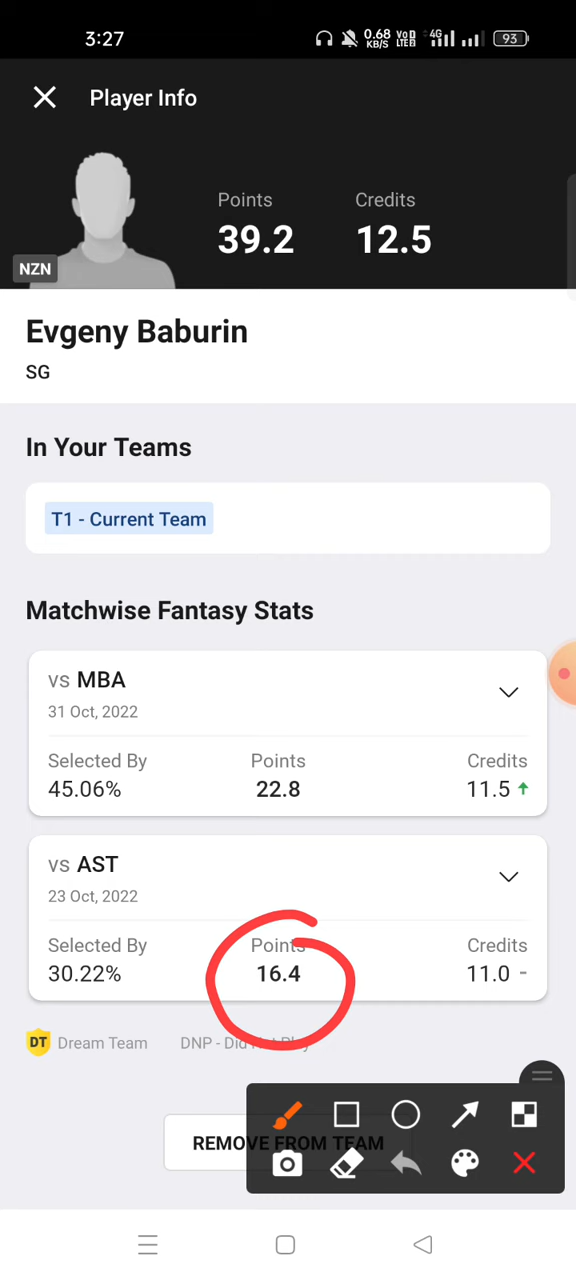 3:27
0.68
KB/S
Vo
LTE
4G
93
Player Info
Points
Credits
39.2
12.5
NZN
Evgeny Baburin
SG
In Your Teams
T1 - Current Team
Matchwise Fantasy Stats
vs MBA
31 Oct, 2022
Selected By
Points
Credits
45.06%
22.8
11.5
vs AST
23 Oct, 2022
Selected By
Points
Credits
30.22%
16.4
11.0 -
DT Dream Team
DNP - Did Not Play
REMOVE FROM TEAM